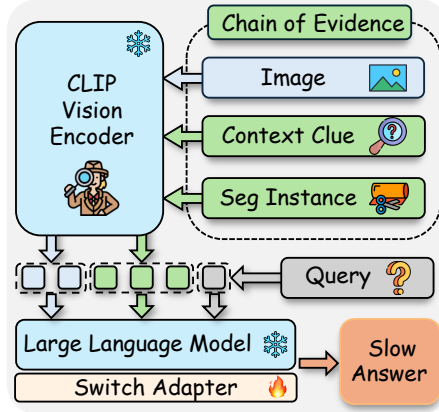 Chain of Evidence
CLIP
Vision
Encoder
Image
Context Clue
Seg Instance
Query
Large Language Model
Switch Adapter
Slow
Answer